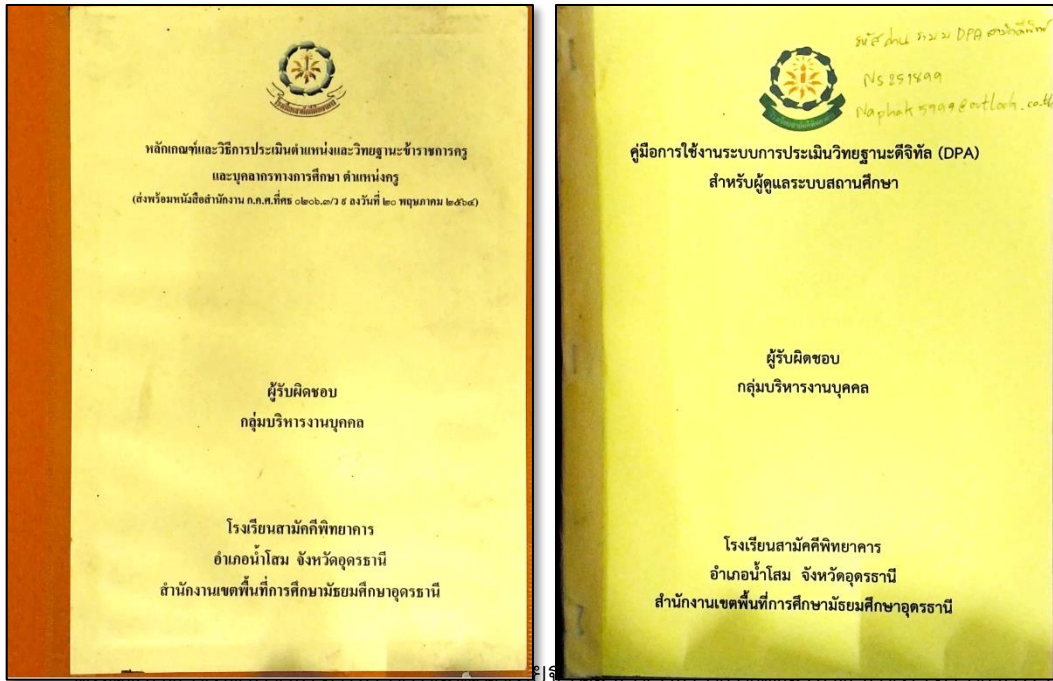 หลักเกณฑ์และวิธีการประเมินตำแหน่งและวิทยฐานะข้าราชการครู
และบุคลากรทางการศึกษา ตำแหน่งครู
(ส่งพร้อมหนังสือสำนักงาน ก.ค.ศ.ที่ศธ ๐๒๐๖.๓/ว ๙ ลงวันที่ ๒๐ พฤษภาคม ๒๕๖๔)
ผู้รับผิดชอบ
กลุ่มบริหารงานบุคคล
โรงเรียนสามัคคีพิทยาคาร
อำเภอน้ำโสม จังหวัดอุดรธานี
สำนักงานเขตพื้นที่การศึกษามัธยมศึกษาอุดรธานี
DPA
คู่มือการใช้งานระบบการประเมินวิทยฐานะดิจิทัล (DPA)
สำหรับผู้ดูแลระบบสถานศึกษา
ผู้รับผิดชอบ
กลุ่มบริหารงานบุคคล
โรงเรียนสามัคคีพิทยาคาร
อำเภอน้ำโสม จังหวัดอุดรธานี
สำนักงานเขตพื้นที่การศึกษามัธยมศึกษาอุดรธานี